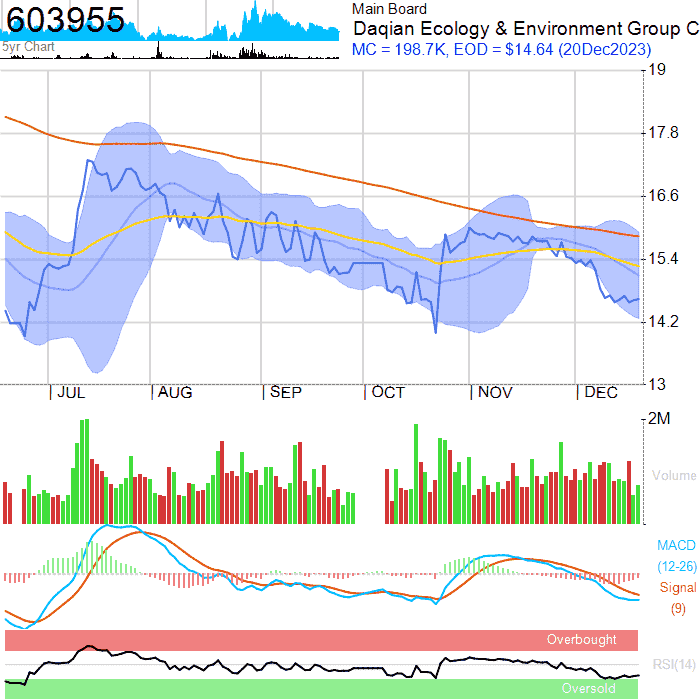 603955
5yr Chart
Main Board
Daqian Ecology & Environment Group C
MC = 198.7K, EOD = $14.64 (20Dec2023)
19
17.8
16.6
15.4
14.2
13
JUL
AUG
SEP
OCT
NOV
DEC
2M
Volume
MACD
(12-26)
Signal
(9)
Overbought
RSI(14)
Oversold